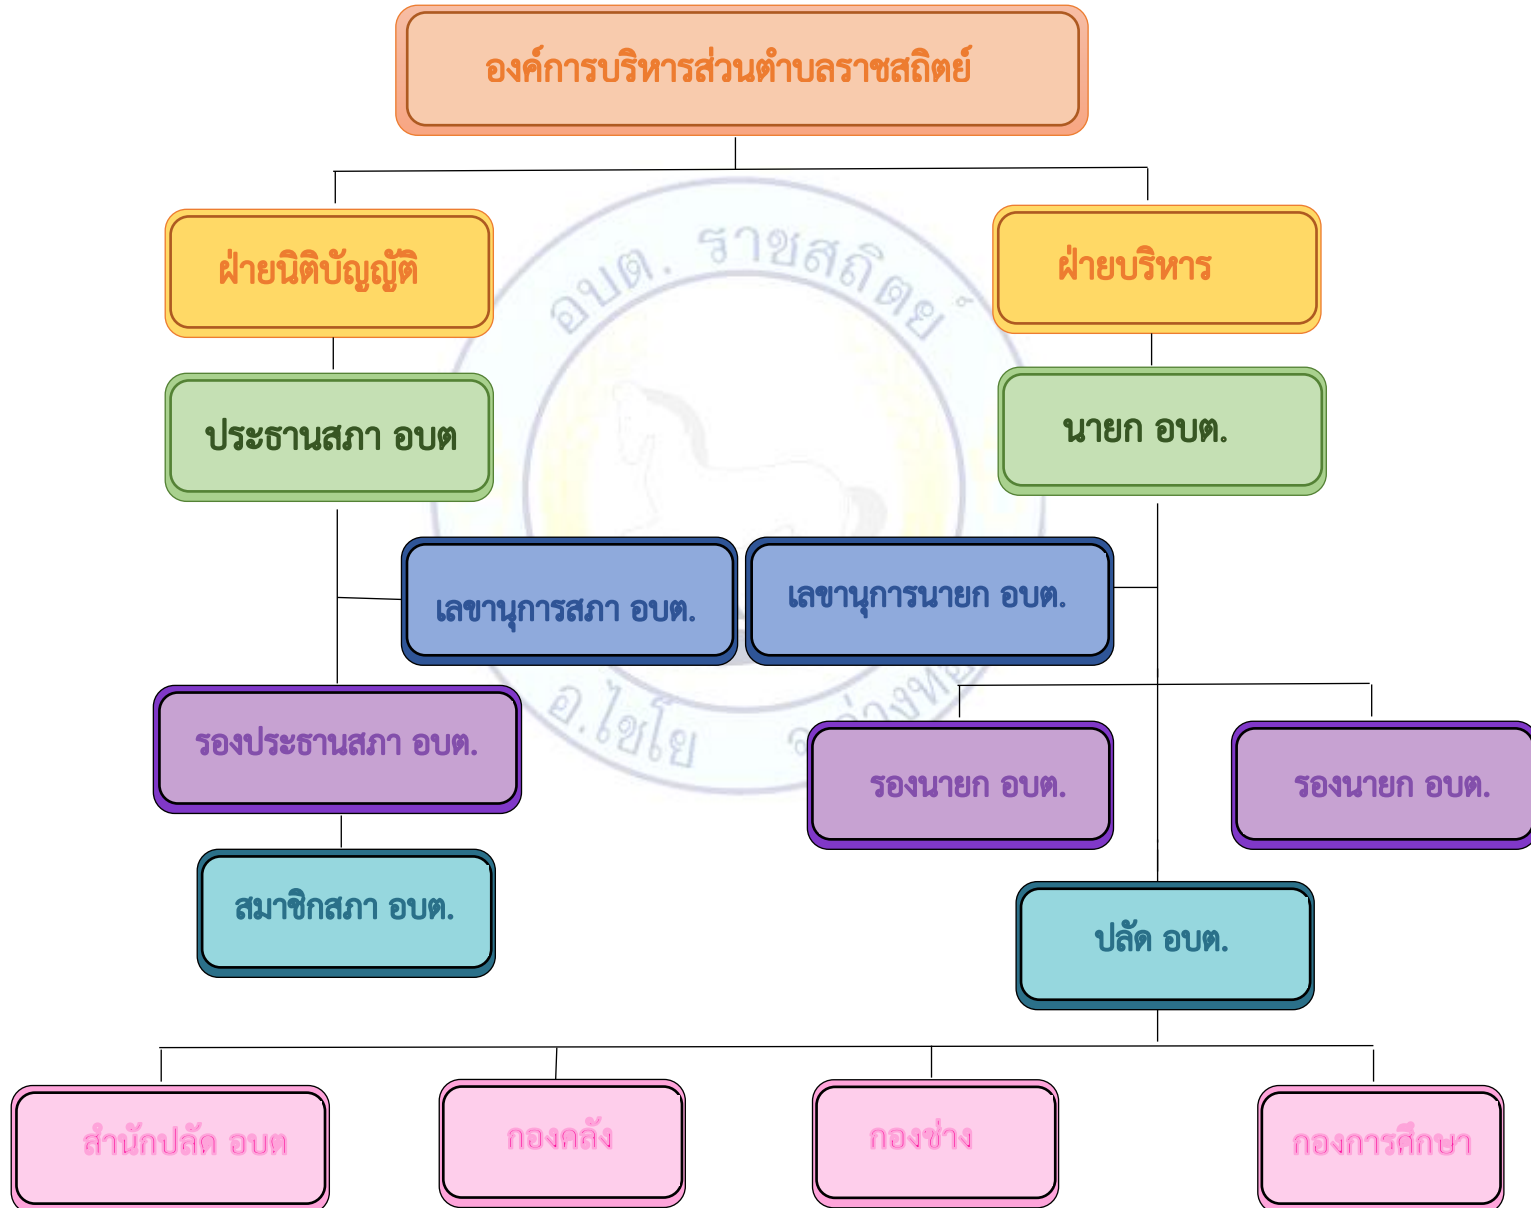 องค์การบริหารส่วนตำบลราชสถิตย์
ฝ่ายนิติบัญญัติ
ฝ่ายบริหาร
อบต. ราชสถิตย์
ประธานสภา อบต
นายก อบต.
เลขานุการสภา อบต.
เลขานุการนายก อบต.
อ.ไชโย
รองประธานสภา อบต.
รองนายก อบต.
รองนายก อบต.
สมาชิกสภา อบต.
ปลัด อบต.
สำนักปลัด อบต
กองคลัง
กองช่าง
กองการศึกษา